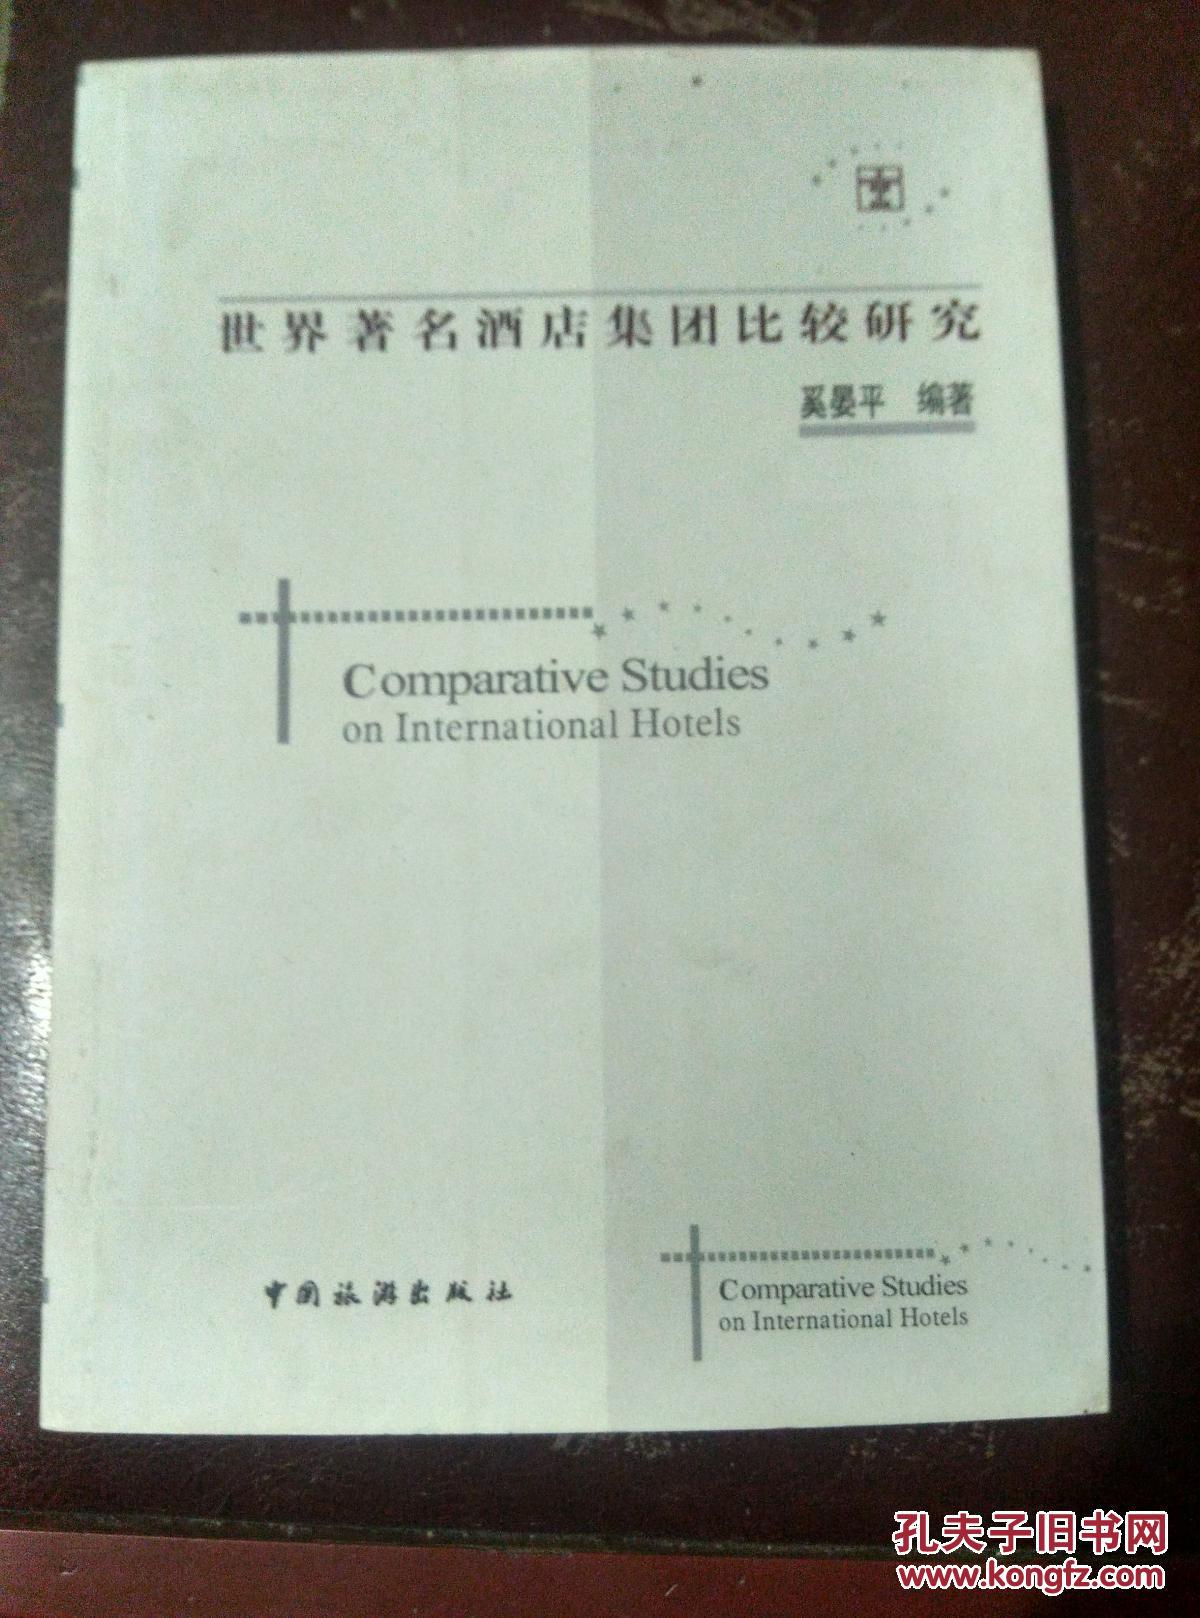 世界著名酒店集团比较研究
奚晏平 编著
Comparative Studies
on International Hotels
中国旅游出版社
Comparative Studies
on International Hotels
孔夫子旧书网
www.kongfz.com